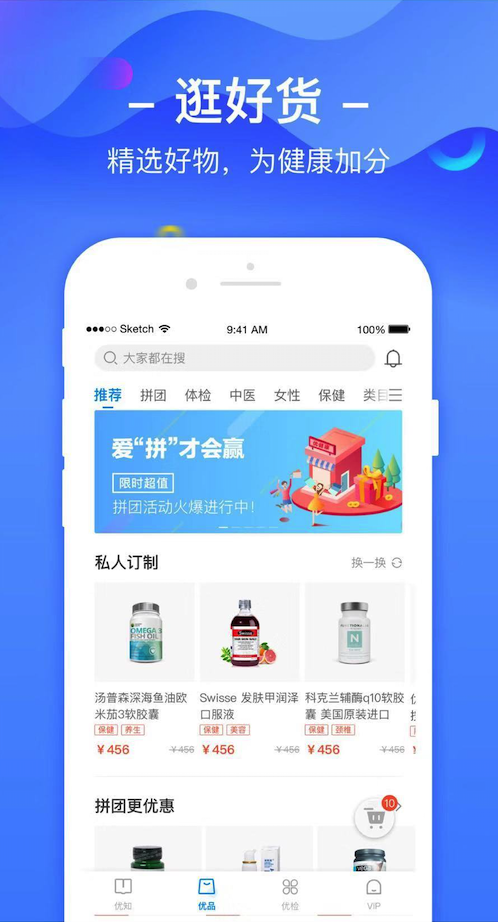 逛好货
精选好物，为健康加分
Sketch 9:41 AM 100%
大家都在搜
推荐 拼团 体检 中医 女性 保健 类目
爱“拼”才会赢
限时超值
拼团活动火爆进行中！
私人订制 换一换
OMEGA
FISH OIL
SWISSE
N
汤普森深海鱼油欧
米茄3软胶囊
保健 养生
￥456 ￥456
Swisse 发肤甲润泽
口服液
保健 美容
￥456 ￥456
科克兰辅酶q10软胶
囊 美国原装进口
保健 颈椎
￥456 ￥456
拼团更优惠
10
优知 优品 优检 VIP